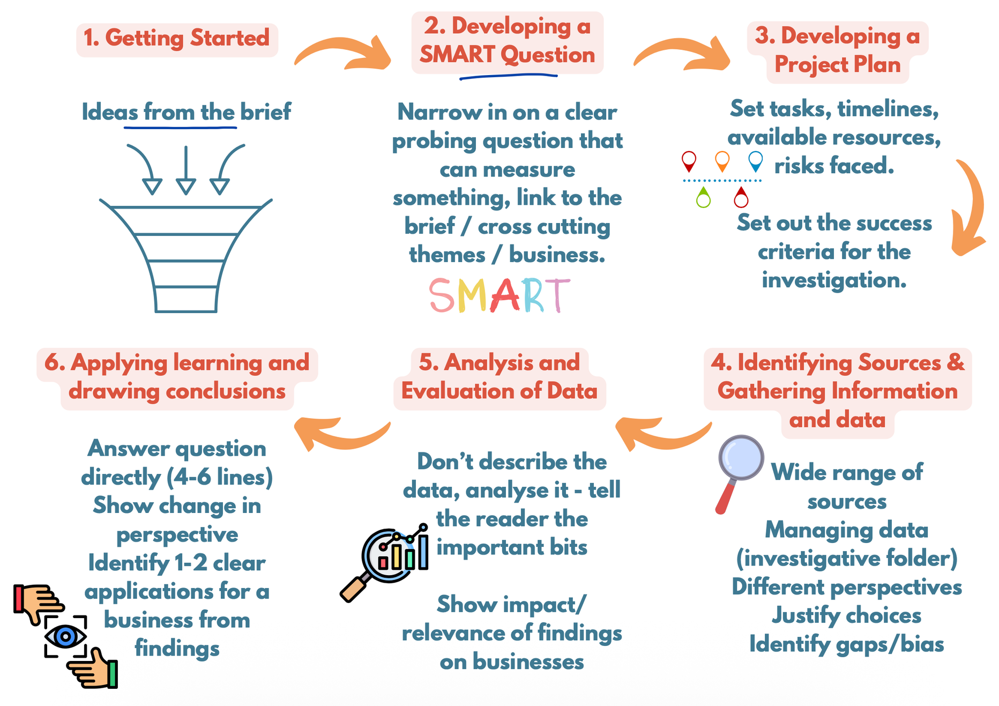 1. Getting Started
Ideas from the brief
2. Developing a
SMART Question
Narrow in on a clear
probing question that
can measure
something, link to the
brief / cross cutting
themes / business.
SMART
3. Developing a
Project Plan
Set tasks, timelines,
available resources,
risks faced.
Set out the success
criteria for the
investigation.
4. Identifying Sources &
Gathering Information
and data
Wide range of
sources
Managing data
(investigative folder)
Different perspectives
Justify choices
Identify gaps/bias
5. Analysis and
Evaluation of Data
Don’t describe the
data, analyse it - tell
the reader the
important bits
Show impact/
relevance of findings
on businesses
6. Applying learning and
drawing conclusions
Answer question
directly (4-6 lines)
Show change in
perspective
Identify 1-2 clear
applications for a
business from
findings